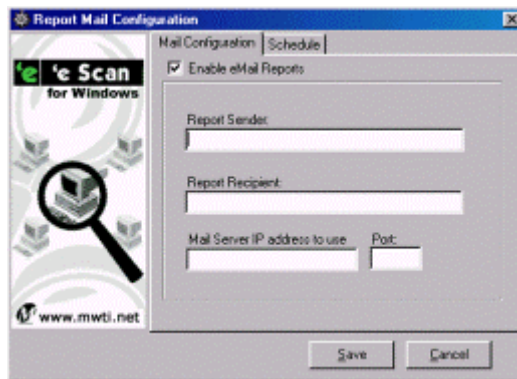 Report Mail Configuration
'e 'e Scan
for Windows
www.mwti.net
Mail Configuration Schedule
Enable eMail Reports
Report Sender:
Report Recipient:
Mail Server IP address to use Port:
Save Cancel